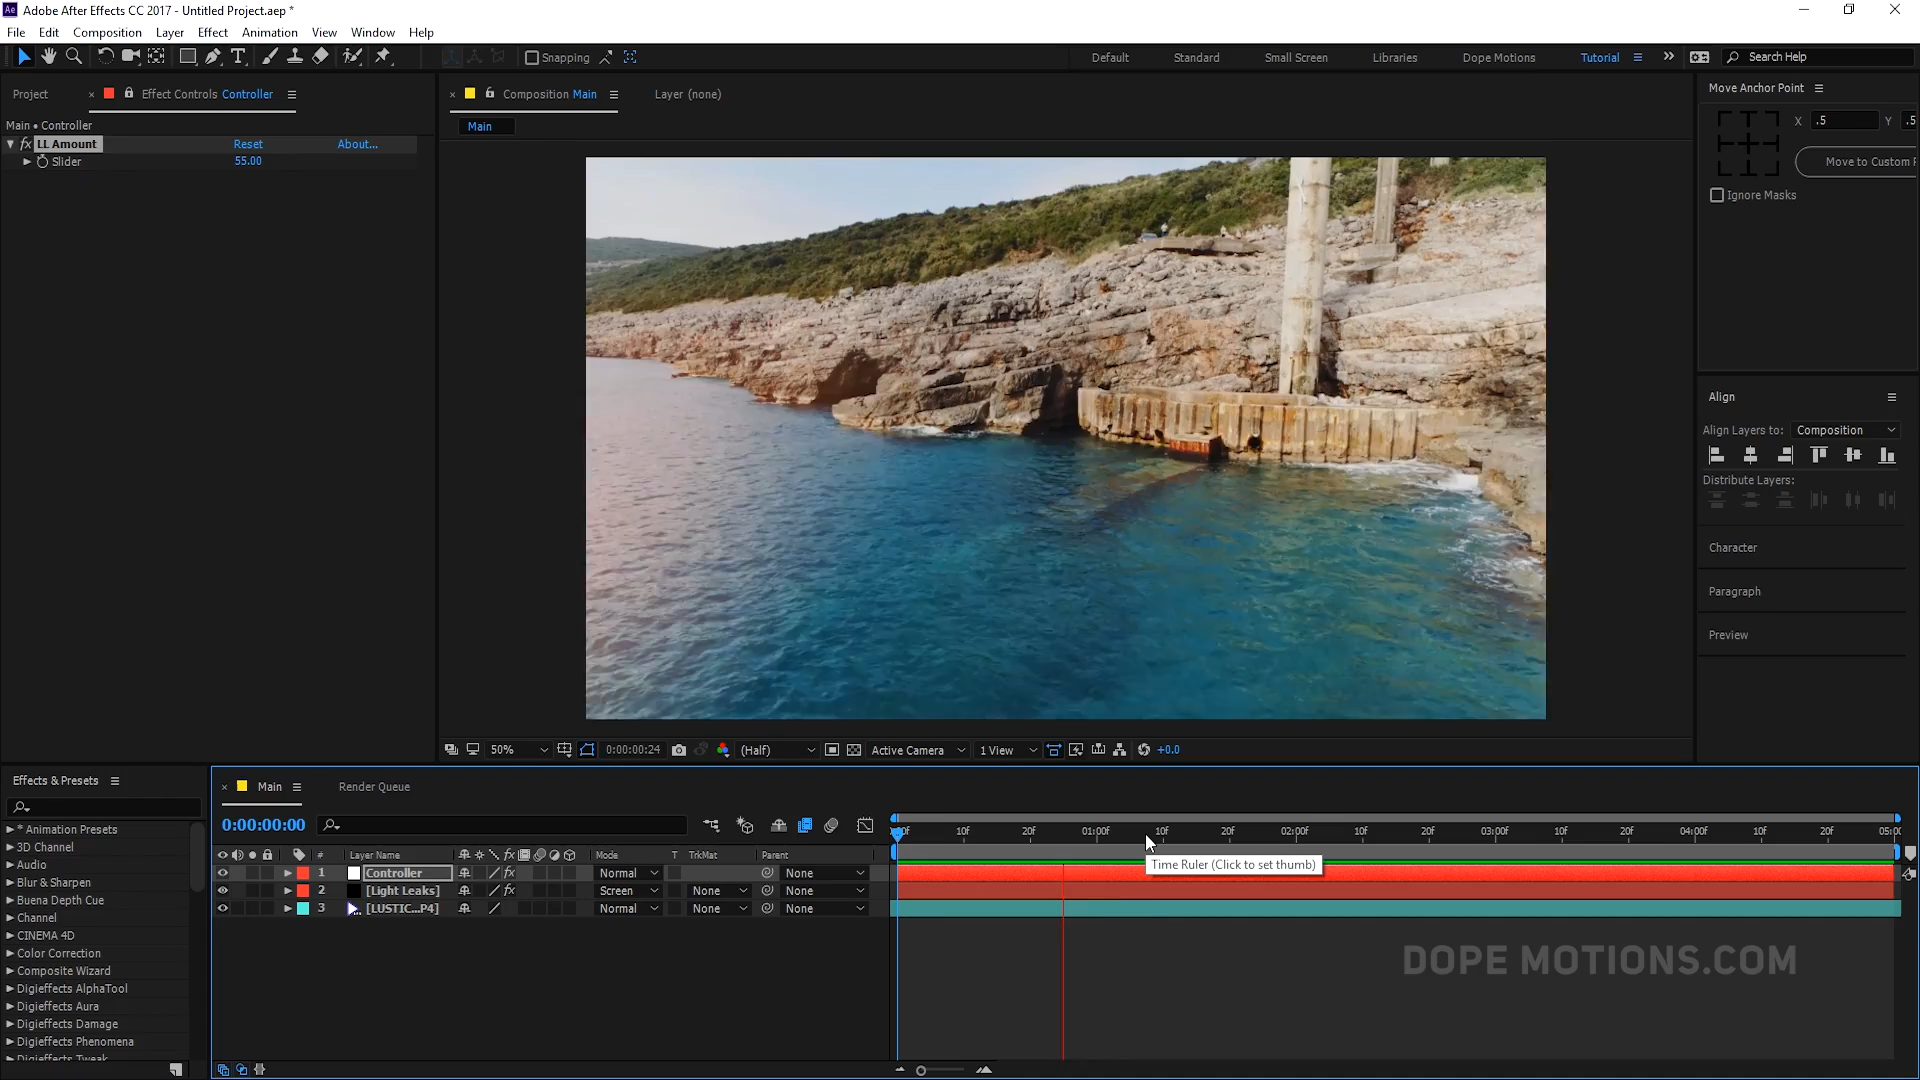 Adobe After Effects CC 2017 - Untitled Project.aep *
File Edit Composition Layer Effect Animation View Window Help
Snapping Default Standard Small Screen Libraries Dope Motions Tutorial Search Help
Project Effect Controls Controller Composition Main Layer (none) Move Anchor Point
Main • Controller Main X .5 Y .5
fx LL Amount Reset About...
Slider 55.00
Move to Custom
Ignore Masks
Align
Align Layers to: Composition
Distribute Layers:
Character
Paragraph
Preview
50% 0:00:00:24 (Half) Active Camera 1 View +0.0
Effects & Presets Main Render Queue
0:00:00:00
* Animation Presets
3D Channel
Audio
Blur & Sharpen
Buena Depth Cue
Channel
CINEMA 4D
Color Correction
Composite Wizard
Digieffects AlphaTool
Digieffects Aura
Digieffects Damage
Digieffects Phenomena
Digieffects Tweak
10f 20f 01:00f 10f 20f 02:00f 10f 20f 03:00f 10f 20f 04:00f 10f 20f 05:0
# Layer Name fx Mode T TrkMat Parent
1 Controller fx Normal None
2 [Light Leaks] fx Screen None None
3 [LUSTIC...P4] Normal None None
Time Ruler (Click to set thumb)
DOPE MOTIONS.COM